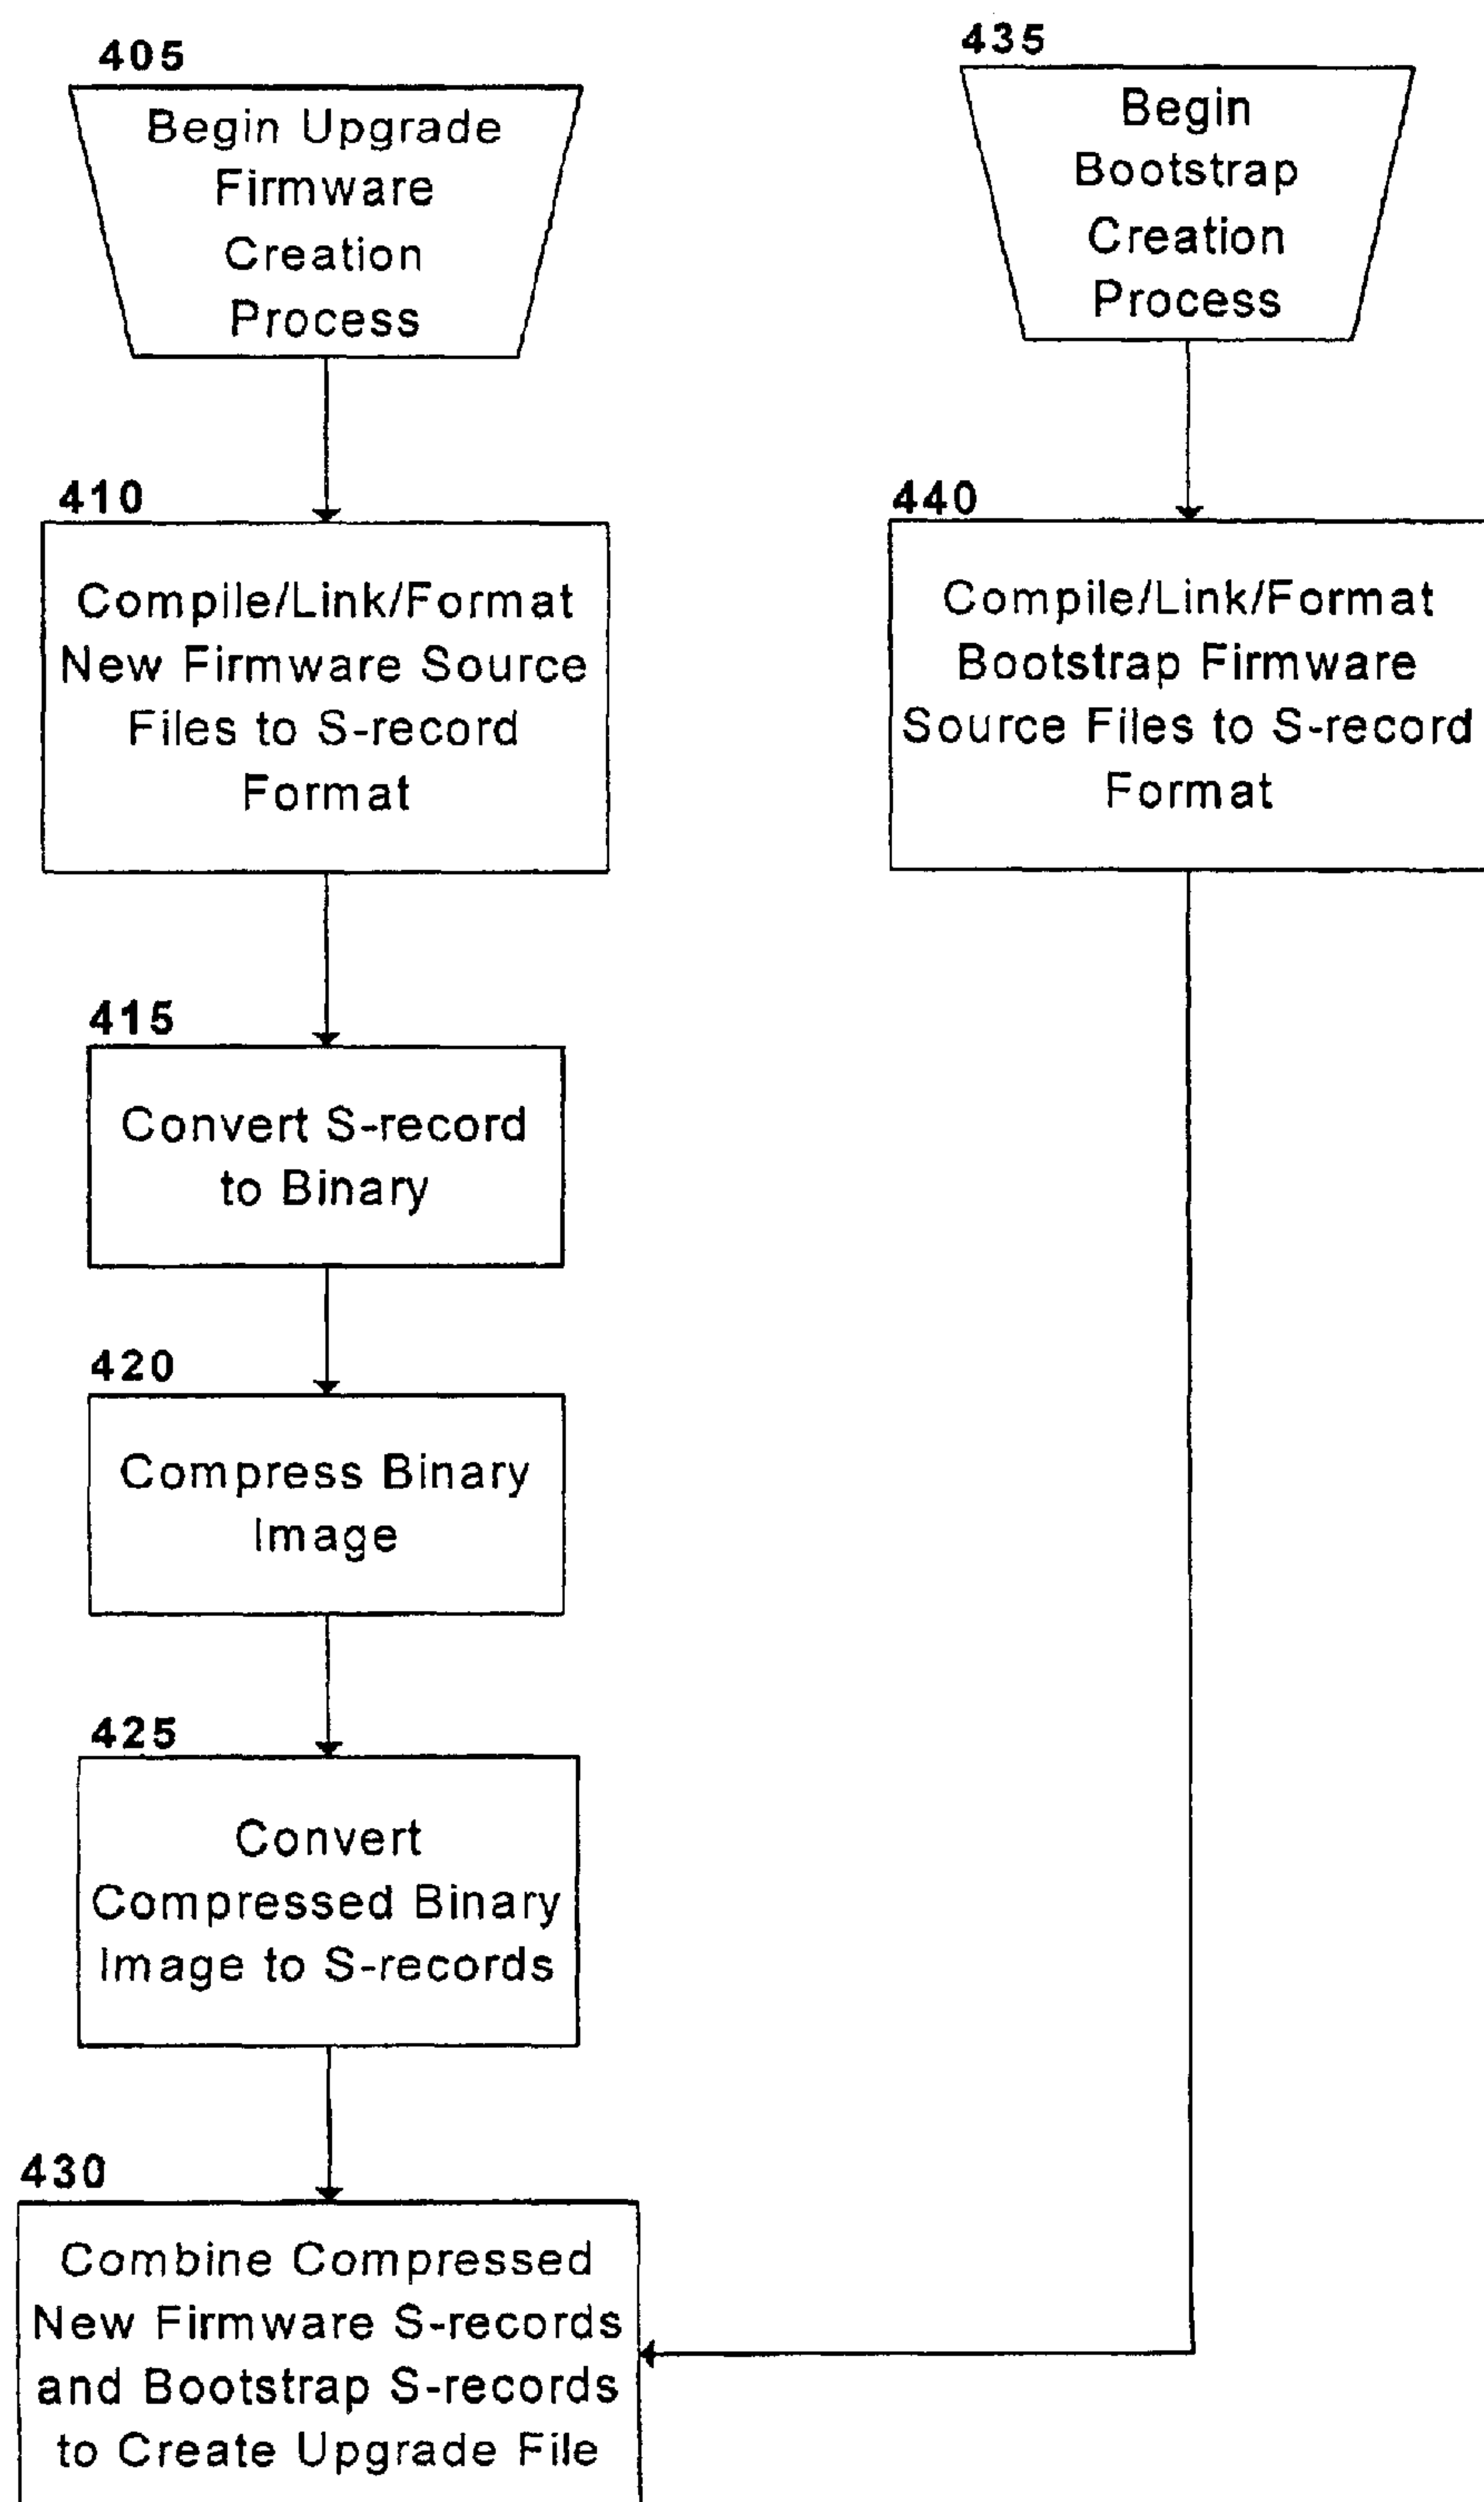 405
Begin Upgrade
Firmware
Creation
Process
435
Begin
Bootstrap
Creation
Process
410
Compile/Link/Format
New Firmware Source
Files to S-record
Format
440
Compile/Link/Format
Bootstrap Firmware
Source Files to S-record
Format
415
Convert S-record
to Binary
420
Compress Binary
Image
425
Convert
Compressed Binary
Image to S-records
430
Combine Compressed
New Firmware S-records
and Bootstrap S-records
to Create Upgrade File